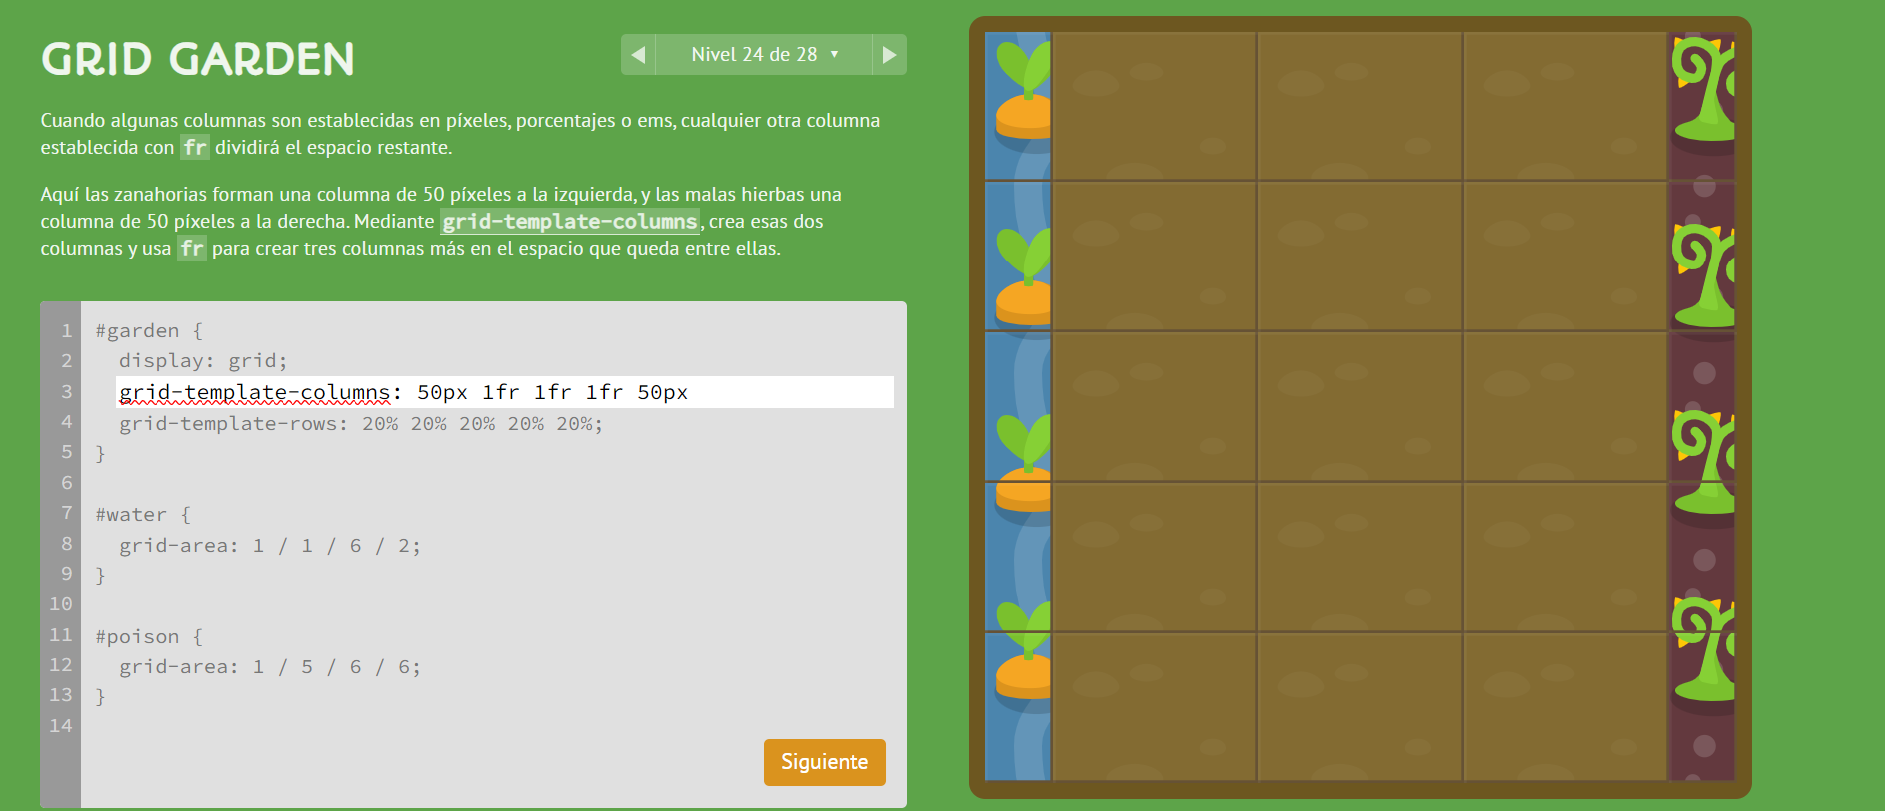 GRID GARDEN
Nivel 24 de 28
Cuando algunas columnas son establecidas en píxeles, porcentajes o ems, cualquier otra columna
establecida con fr dividirá el espacio restante.
Aquí las zanahorias forman una columna de 50 píxeles a la izquierda, y las malas hierbas una
columna de 50 píxeles a la derecha. Mediante grid-template-columns, crea esas dos
columnas y usa fr para crear tres columnas más en el espacio que queda entre ellas.
1 #garden {
2 display: grid;
3 grid-template-columns: 50px 1fr 1fr 1fr 50px
4 grid-template-rows: 20% 20% 20% 20% 20%;
5 }
6
7 #water {
8 grid-area: 1 / 1 / 6 / 2;
9 }
10
11 #poison {
12 grid-area: 1 / 5 / 6 / 6;
13 }
14
Siguiente